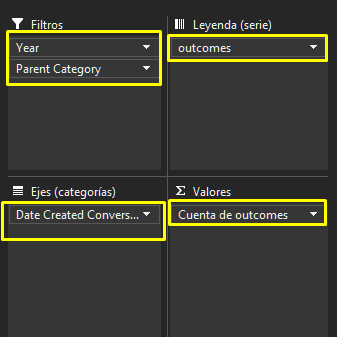 Filtros
Year
Parent Category
Leyenda (serie)
outcomes
Ejes (categorías)
Date Created Convers...
Valores
Cuenta de outcomes